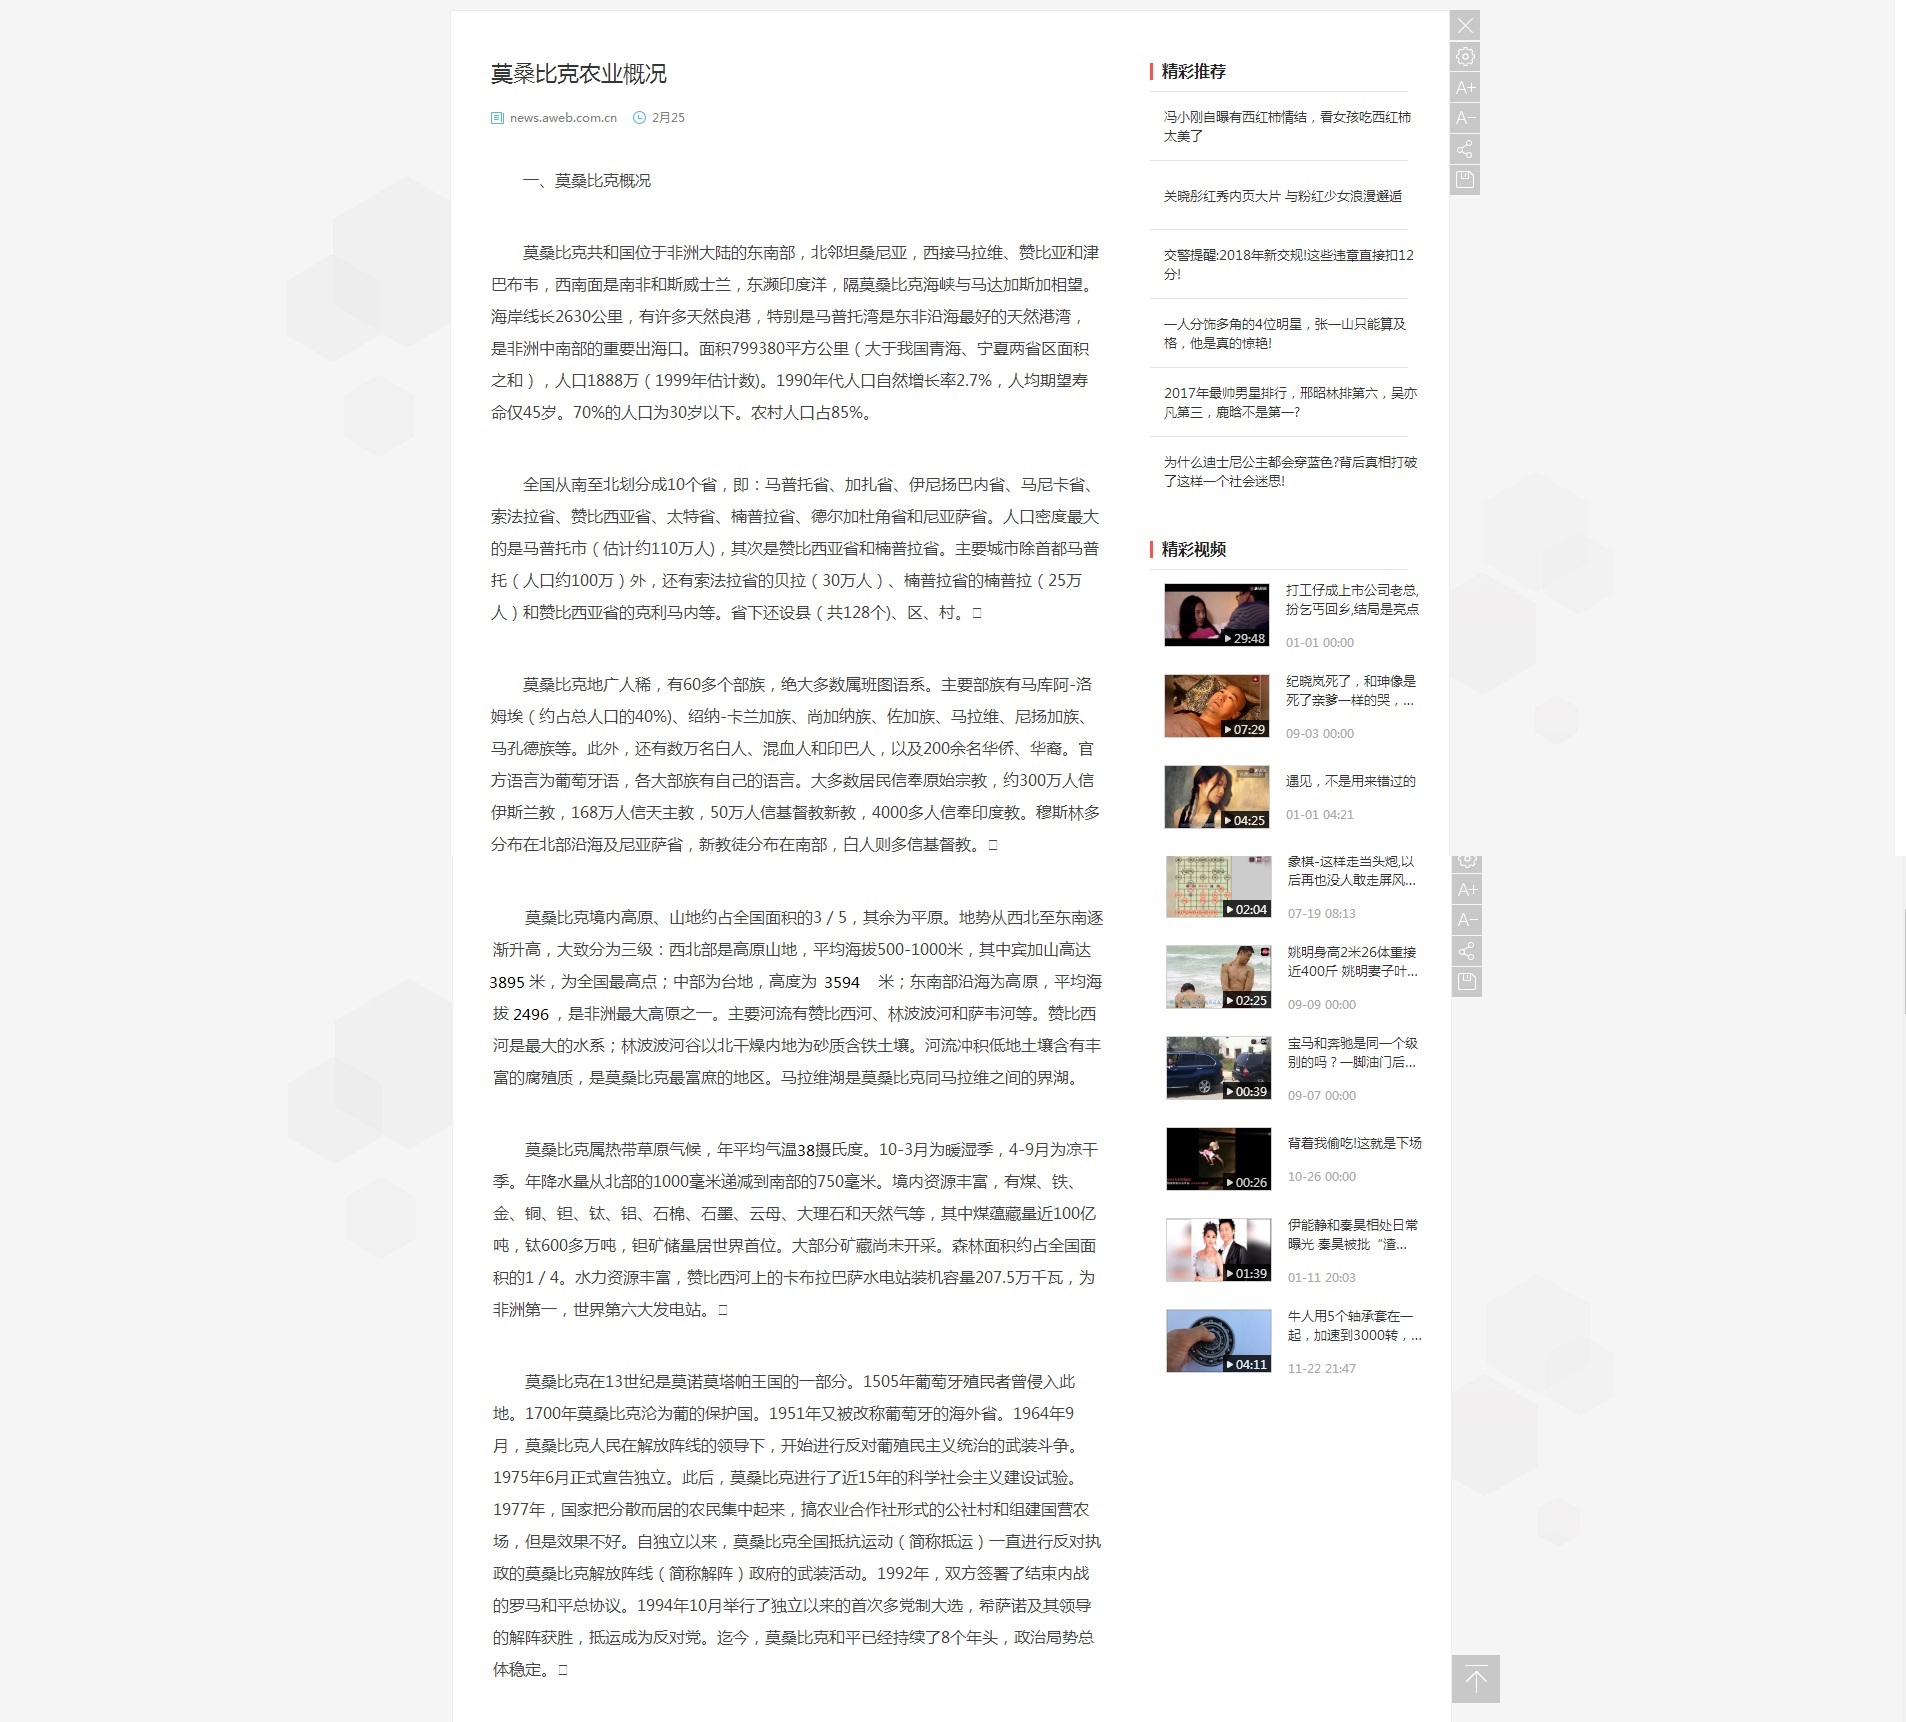 莫桑比克农业概况
news.aweb.com.cn 2月25
一、莫桑比克概况
莫桑比克共和国位于非洲大陆的东南部，北邻坦桑尼亚，西接马拉维、赞比亚和津
巴布韦，西南面是南非和斯威士兰，东濒印度洋，隔莫桑比克海峡与马达加斯加相望。
海岸线长2630公里，有许多天然良港，特别是马普托湾是东非沿海最好的天然港湾，
是非洲中南部的重要出海口。面积799380平方公里（大于我国青海、宁夏两省区面积
之和），人口1888万（1999年估计数)。1990年代人口自然增长率2.7%，人均期望寿
命仅45岁。70%的人口为30岁以下。农村人口占85%。
全国从南至北划分成10个省，即：马普托省、加扎省、伊尼扬巴内省、马尼卡省、
索法拉省、赞比西亚省、太特省、楠普拉省、德尔加杜角省和尼亚萨省。人口密度最大
的是马普托市（估计约110万人)，其次是赞比西亚省和楠普拉省。主要城市除首都马普
托（人口约100万）外，还有索法拉省的贝拉（30万人）、楠普拉省的楠普拉（25万
人）和赞比西亚省的克利马内等。省下还设县（共128个)、区、村。
莫桑比克地广人稀，有60多个部族，绝大多数属班图语系。主要部族有马库阿-洛
姆埃（约占总人口的40%)、绍纳-卡兰加族、尚加纳族、佐加族、马拉维、尼扬加族、
马孔德族等。此外，还有数万名白人、混血人和印巴人，以及200余名华侨、华裔。官
方语言为葡萄牙语，各大部族有自己的语言。大多数居民信奉原始宗教，约300万人信
伊斯兰教，168万人信天主教，50万人信基督教新教，4000多人信奉印度教。穆斯林多
分布在北部沿海及尼亚萨省，新教徒分布在南部，白人则多信基督教。
莫桑比克境内高原、山地约占全国面积的3／5，其余为平原。地势从西北至东南逐
渐升高，大致分为三级：西北部是高原山地，平均海拔500-1000米，其中宾加山高达
3895 米，为全国最高点；中部为台地，高度为 3594 米；东南部沿海为高原，平均海
拔 2496 ，是非洲最大高原之一。主要河流有赞比西河、林波波河和萨韦河等。赞比西
河是最大的水系；林波波河谷以北干燥内地为砂质含铁土壤。河流冲积低地土壤含有丰
富的腐殖质，是莫桑比克最富庶的地区。马拉维湖是莫桑比克同马拉维之间的界湖。
莫桑比克属热带草原气候，年平均气温38摄氏度。10-3月为暖湿季，4-9月为凉干
季。年降水量从北部的1000毫米递减到南部的750毫米。境内资源丰富，有煤、铁、
金、铜、钽、钛、铝、石棉、石墨、云母、大理石和天然气等，其中煤蕴藏量近100亿
吨，钛600多万吨，钽矿储量居世界首位。大部分矿藏尚未开采。森林面积约占全国面
积的1／4。水力资源丰富，赞比西河上的卡布拉巴萨水电站装机容量207.5万千瓦，为
非洲第一，世界第六大发电站。
莫桑比克在13世纪是莫诺莫塔帕王国的一部分。1505年葡萄牙殖民者曾侵入此
地。1700年莫桑比克沦为葡的保护国。1951年又被改称葡萄牙的海外省。1964年9
月，莫桑比克人民在解放阵线的领导下，开始进行反对葡殖民主义统治的武装斗争。
1975年6月正式宣告独立。此后，莫桑比克进行了近15年的科学社会主义建设试验。
1977年，国家把分散而居的农民集中起来，搞农业合作社形式的公社村和组建国营农
场，但是效果不好。自独立以来，莫桑比克全国抵抗运动（简称抵运）一直进行反对执
政的莫桑比克解放阵线（简称解阵）政府的武装活动。1992年，双方签署了结束内战
的罗马和平总协议。1994年10月举行了独立以来的首次多党制大选，希萨诺及其领导
的解阵获胜，抵运成为反对党。迄今，莫桑比克和平已经持续了8个年头，政治局势总
体稳定。
精彩推荐
冯小刚自曝有西红柿情结，看女孩吃西红柿
太美了
关晓彤红秀内页大片 与粉红少女浪漫邂逅
交警提醒:2018年新交规!这些违章直接扣12
分!
一人分饰多角的4位明星，张一山只能算及
格，他是真的惊艳!
2017年最帅男星排行，邢昭林排第六，吴亦
凡第三，鹿晗不是第一?
为什么迪士尼公主都会穿蓝色?背后真相打破
了这样一个社会迷思!
精彩视频
打工仔成上市公司老总,
扮乞丐回乡,结局是亮点
29:48
01-01 00:00
纪晓岚死了，和珅像是
死了亲爹一样的哭，...
07:29
09-03 00:00
遇见，不是用来错过的
04:25
01-01 04:21
象棋-这样走当头炮,以
后再也没人敢走屏风...
02:04
07-19 08:13
姚明身高2米26体重接
近400斤 姚明妻子叶...
02:25
09-09 00:00
宝马和奔驰是同一个级
别的吗？一脚油门后...
00:39
09-07 00:00
背着我偷吃!这就是下场
00:26
10-26 00:00
伊能静和秦昊相处日常
曝光 秦昊被批“渣...
01:39
01-11 20:03
牛人用5个轴承套在一
起，加速到3000转，...
04:11
11-22 21:47
A+
A-
A+
A-